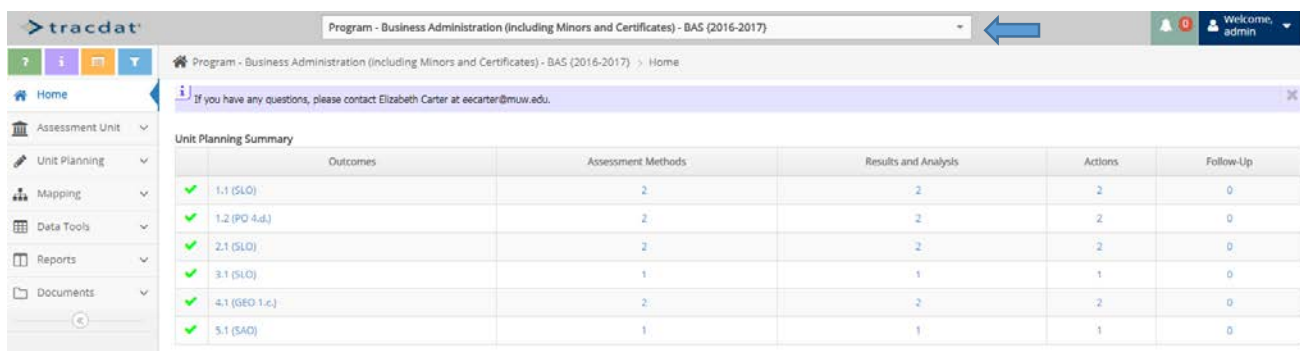 tracdat
Program - Business Administration (including Minors and Certificates) - BAS (2016-2017)
0
Welcome, admin
? i
Program - Business Administration (including Minors and Certificates) - BAS (2016-2017) > Home
Home
i If you have any questions, please contact Elizabeth Carter at eecarter@muw.edu.
Assessment Unit
Unit Planning
Mapping
Data Tools
Reports
Documents
Unit Planning Summary
Outcomes Assessment Methods Results and Analysis Actions Follow-Up
1.1 (SLO) 2 2 2 0
1.2 (PO 4.d.) 2 2 2 0
2.1 (SLO) 2 2 2 0
3.1 (SLO) 1 1 1 0
4.1 (GEO 1.c.) 2 2 2 0
5.1 (SAO) 1 1 1 0